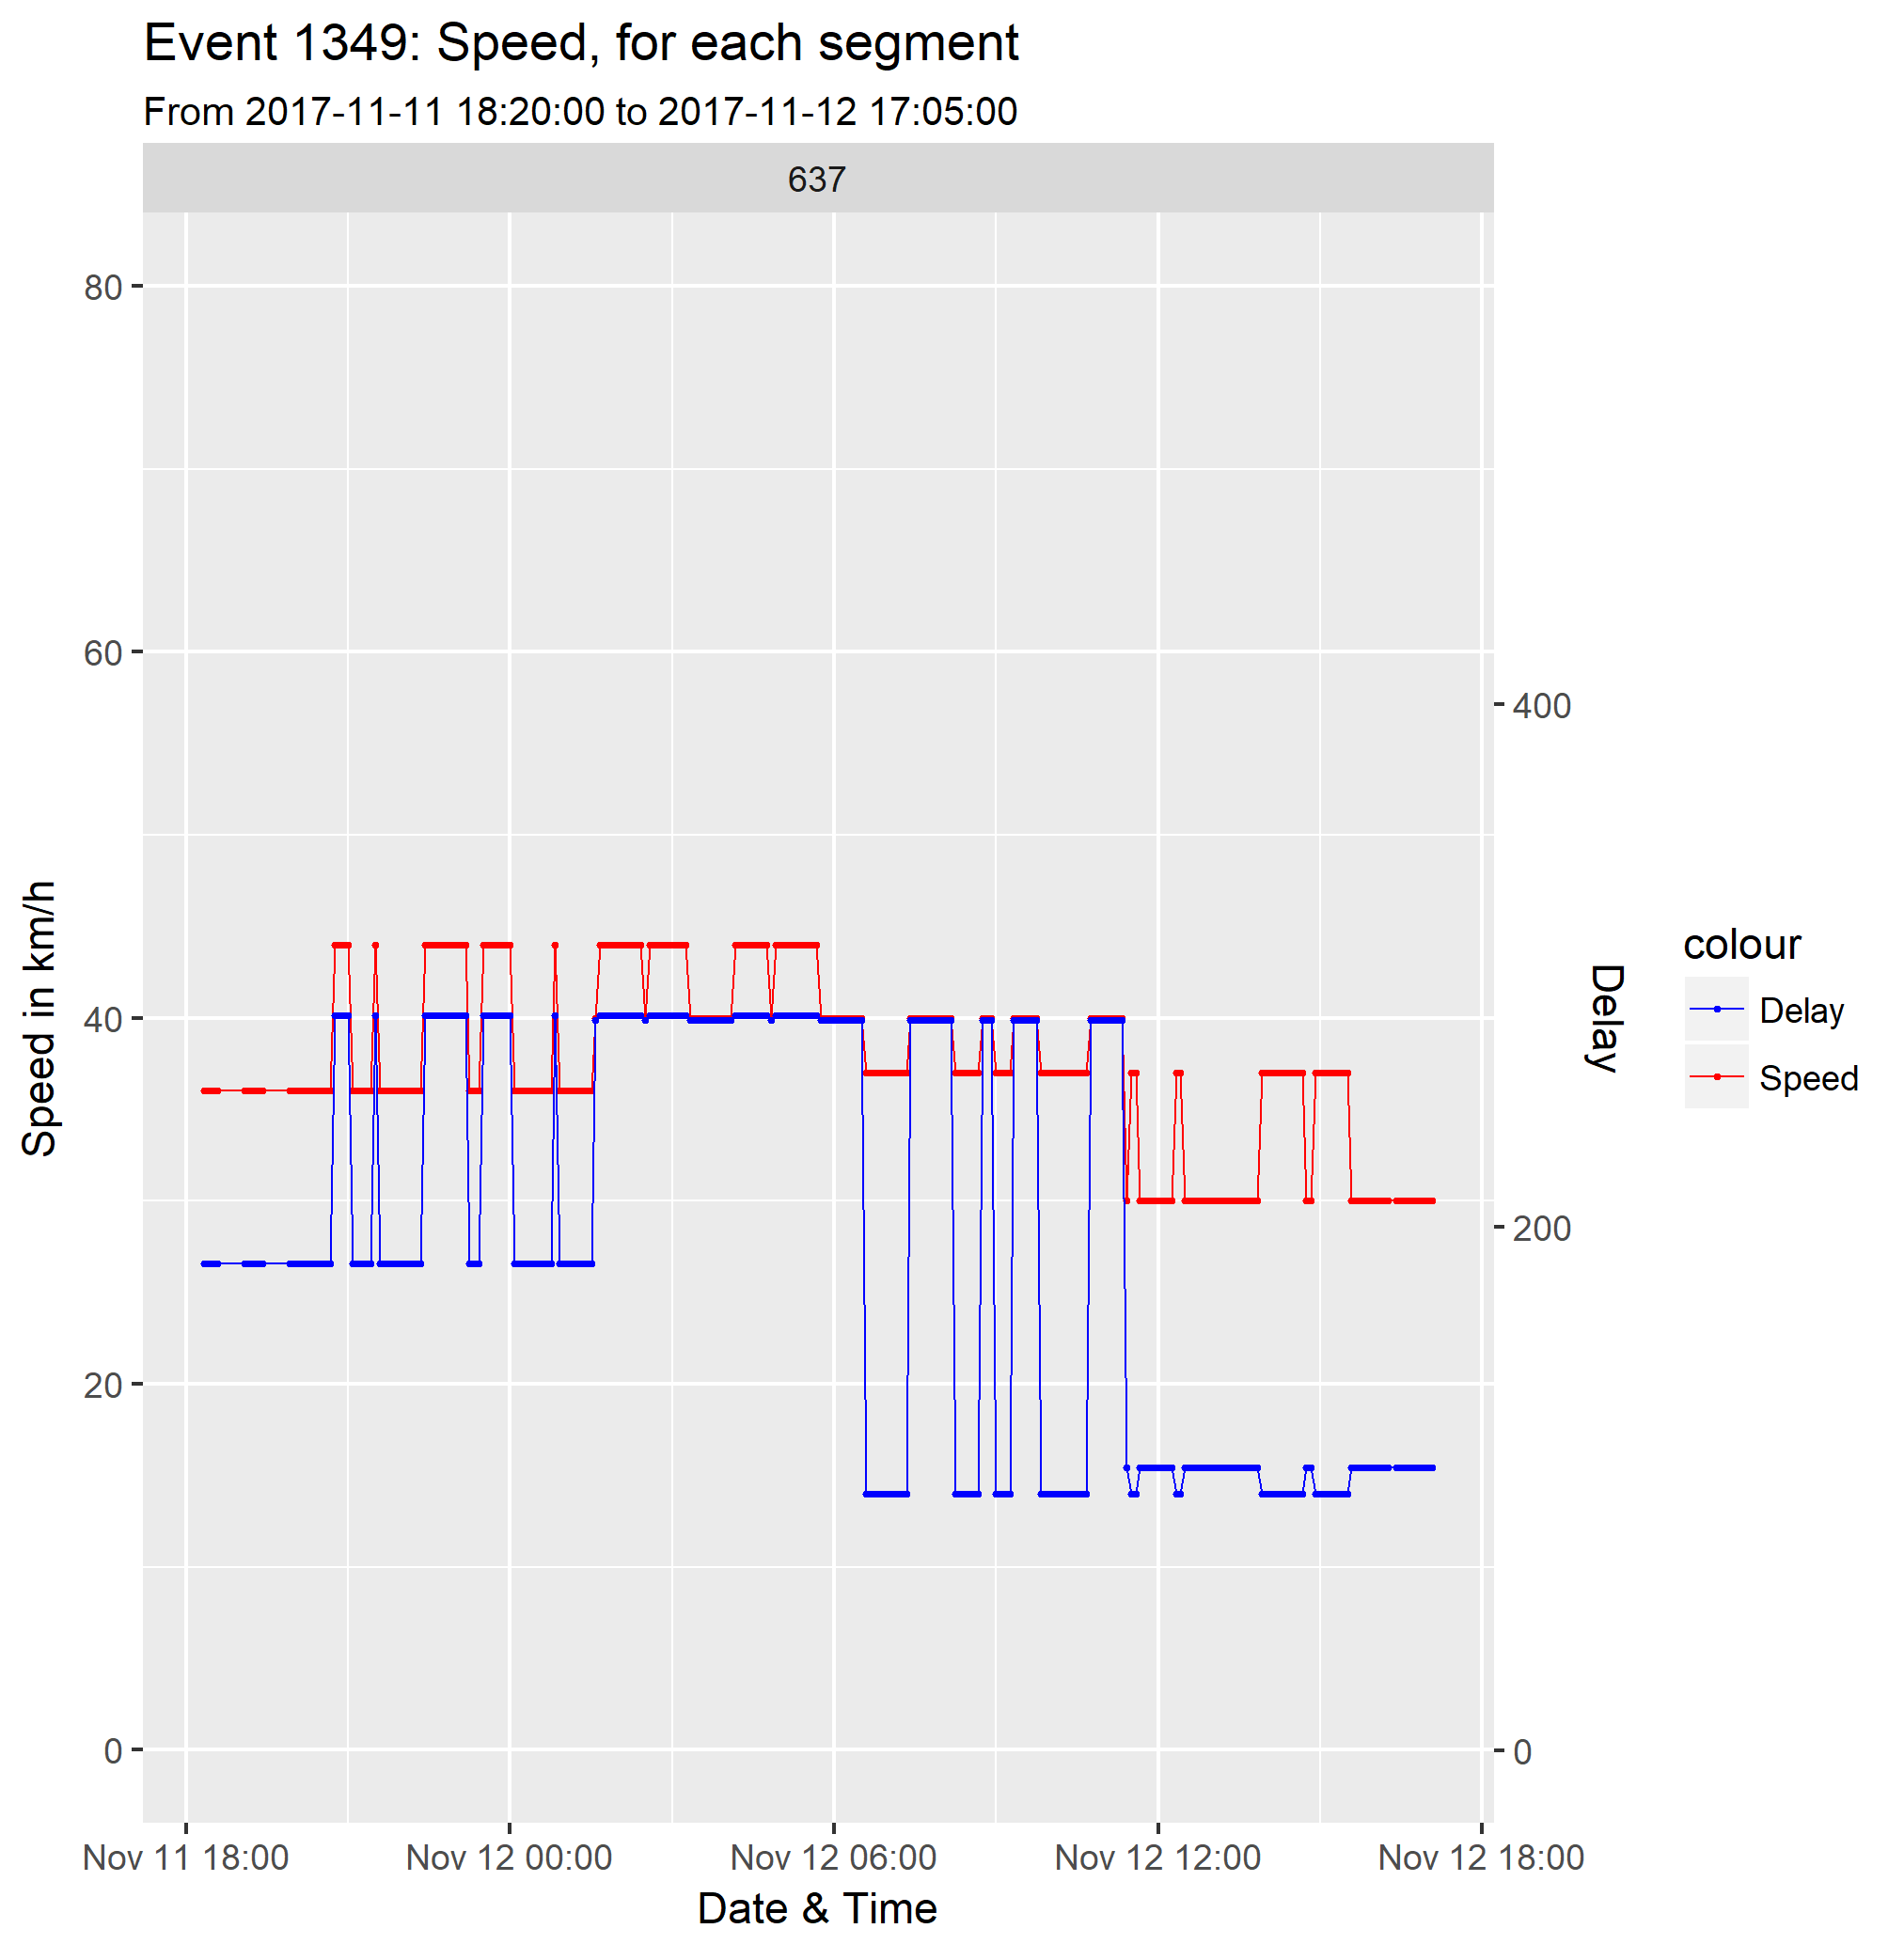 Event 1349: Speed, for each segment
From 2017-11-11 18:20:00 to 2017-11-12 17:05:00
637
80
60
40
20
0
Speed in km/h
400
200
0
Delay
colour
Delay
Speed
Nov 11 18:00
Nov 12 00:00
Nov 12 06:00
Nov 12 12:00
Nov 12 18:00
Date & Time